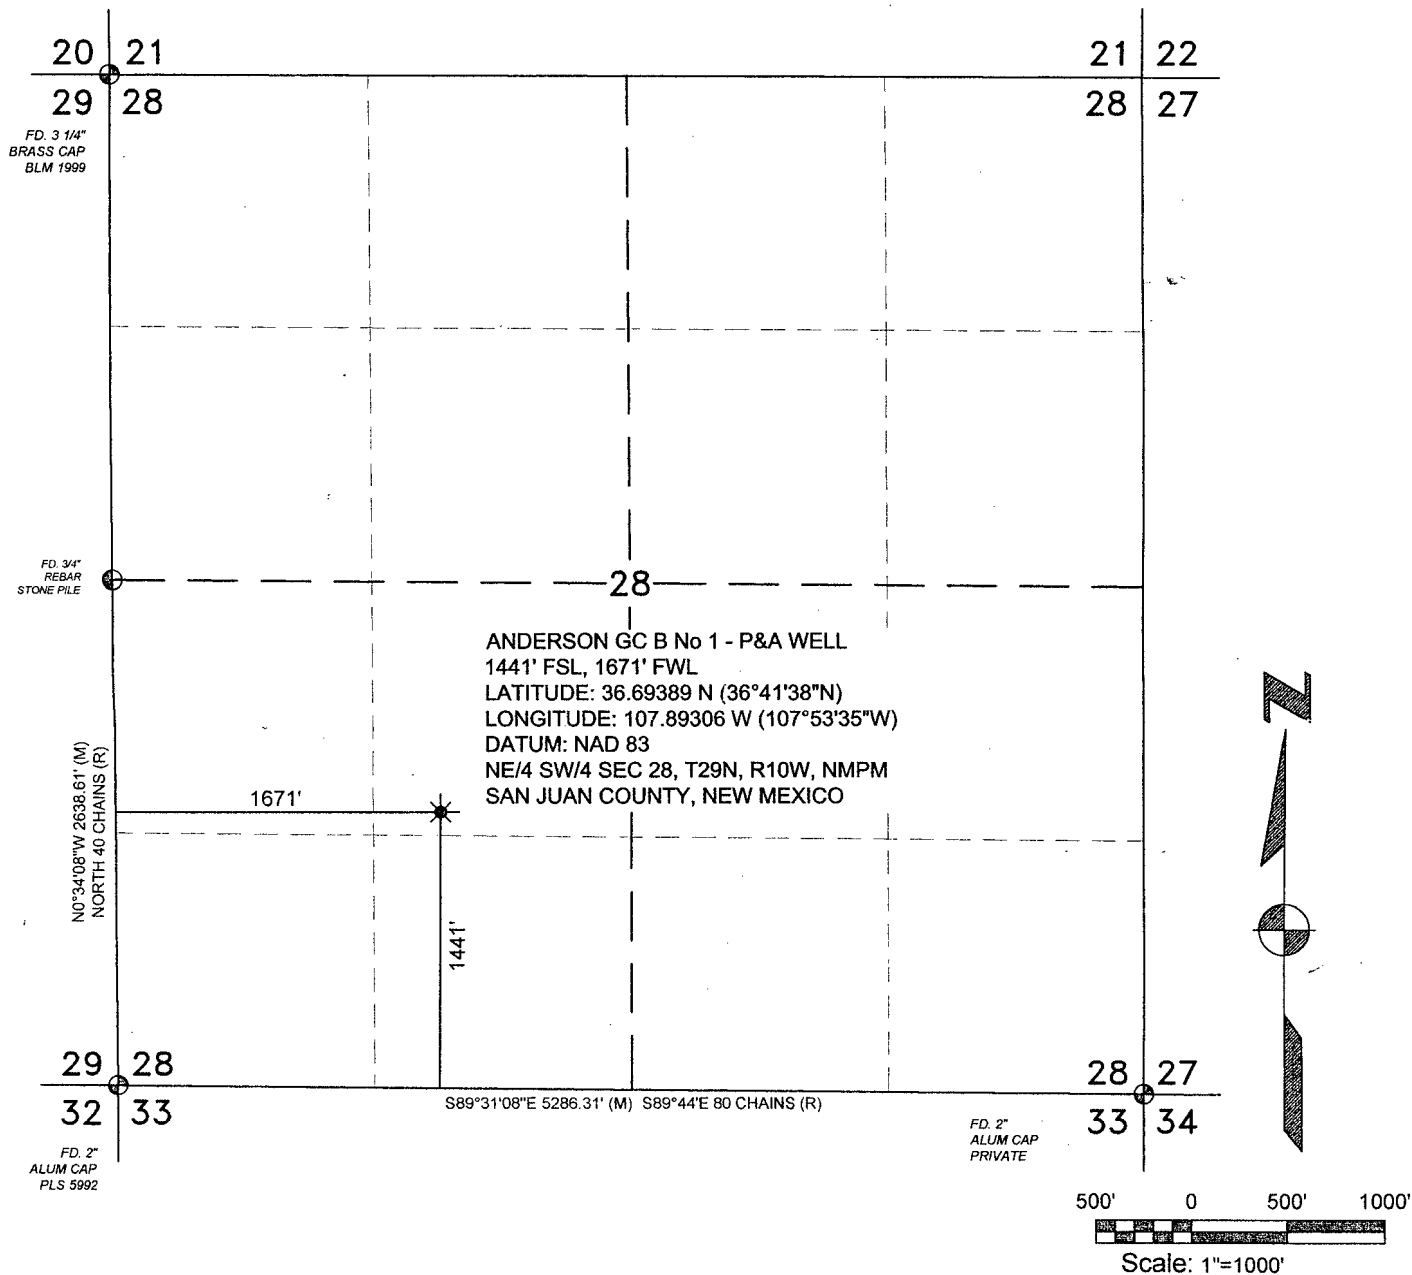 20 21
21 22
29 28
28 27
FD. 3 1/4"
BRASS CAP
BLM 1999
FD. 3/4"
REBAR
STONE PILE
28
ANDERSON GC B No 1 - P&A WELL
1441' FSL, 1671' FWL
LATITUDE: 36.69389 N (36°41'38"N)
LONGITUDE: 107.89306 W (107°53'35"W)
DATUM: NAD 83
NE/4 SW/4 SEC 28, T29N, R10W, NMPM
SAN JUAN COUNTY, NEW MEXICO
N
N0°34'08"W 2638.61' (M)
NORTH 40 CHAINS (R)
1671'
1441'
29 28
28 27
32 33
33 34
S89°31'08"E 5286.31' (M) S89°44'E 80 CHAINS (R)
FD. 2"
ALUM CAP
PLS 5992
FD. 2"
ALUM CAP
PRIVATE
500' 0 500' 1000'
Scale: 1"=1000'